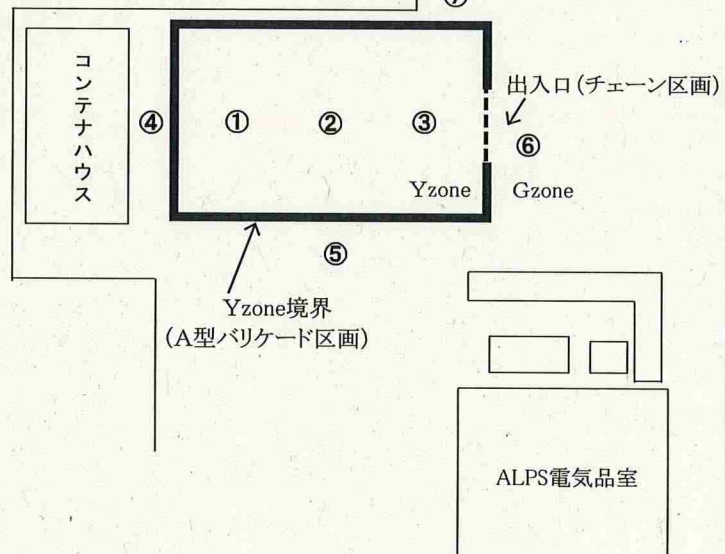 ⑦
コンテナハウス
④
①
②
③
出入口(チェーン区画)
⑥
Yzone
Gzone
⑤
Yzone境界
(A型バリケード区画)
ALPS電気品室